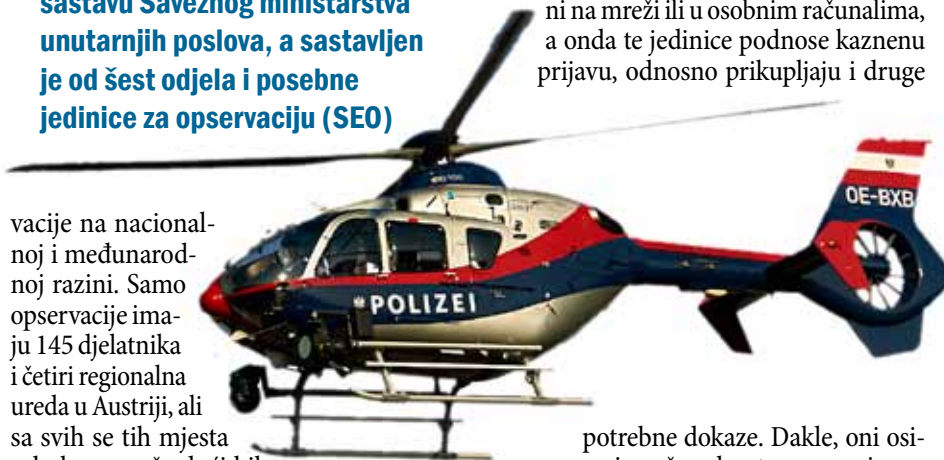 sastavu Saveznog ministarstva
unutarnjih poslova, a sastavljen
je od šest odjela i posebne
jedinice za opservaciju (SEO)
vacije na nacional-
noj i međunarod-
noj razini. Samo
opservacije ima-
ju 145 djelatnika
i četiri regionalna
ureda u Austriji, ali
sa svih se tih mjesta
ni na mreži ili u osobnim računalima,
a onda te jedinice podnose kaznenu
prijavu, odnosno prikupljaju i druge
OE-BXB
POLIZEI
potrebne dokaze. Dakle, oni osi-